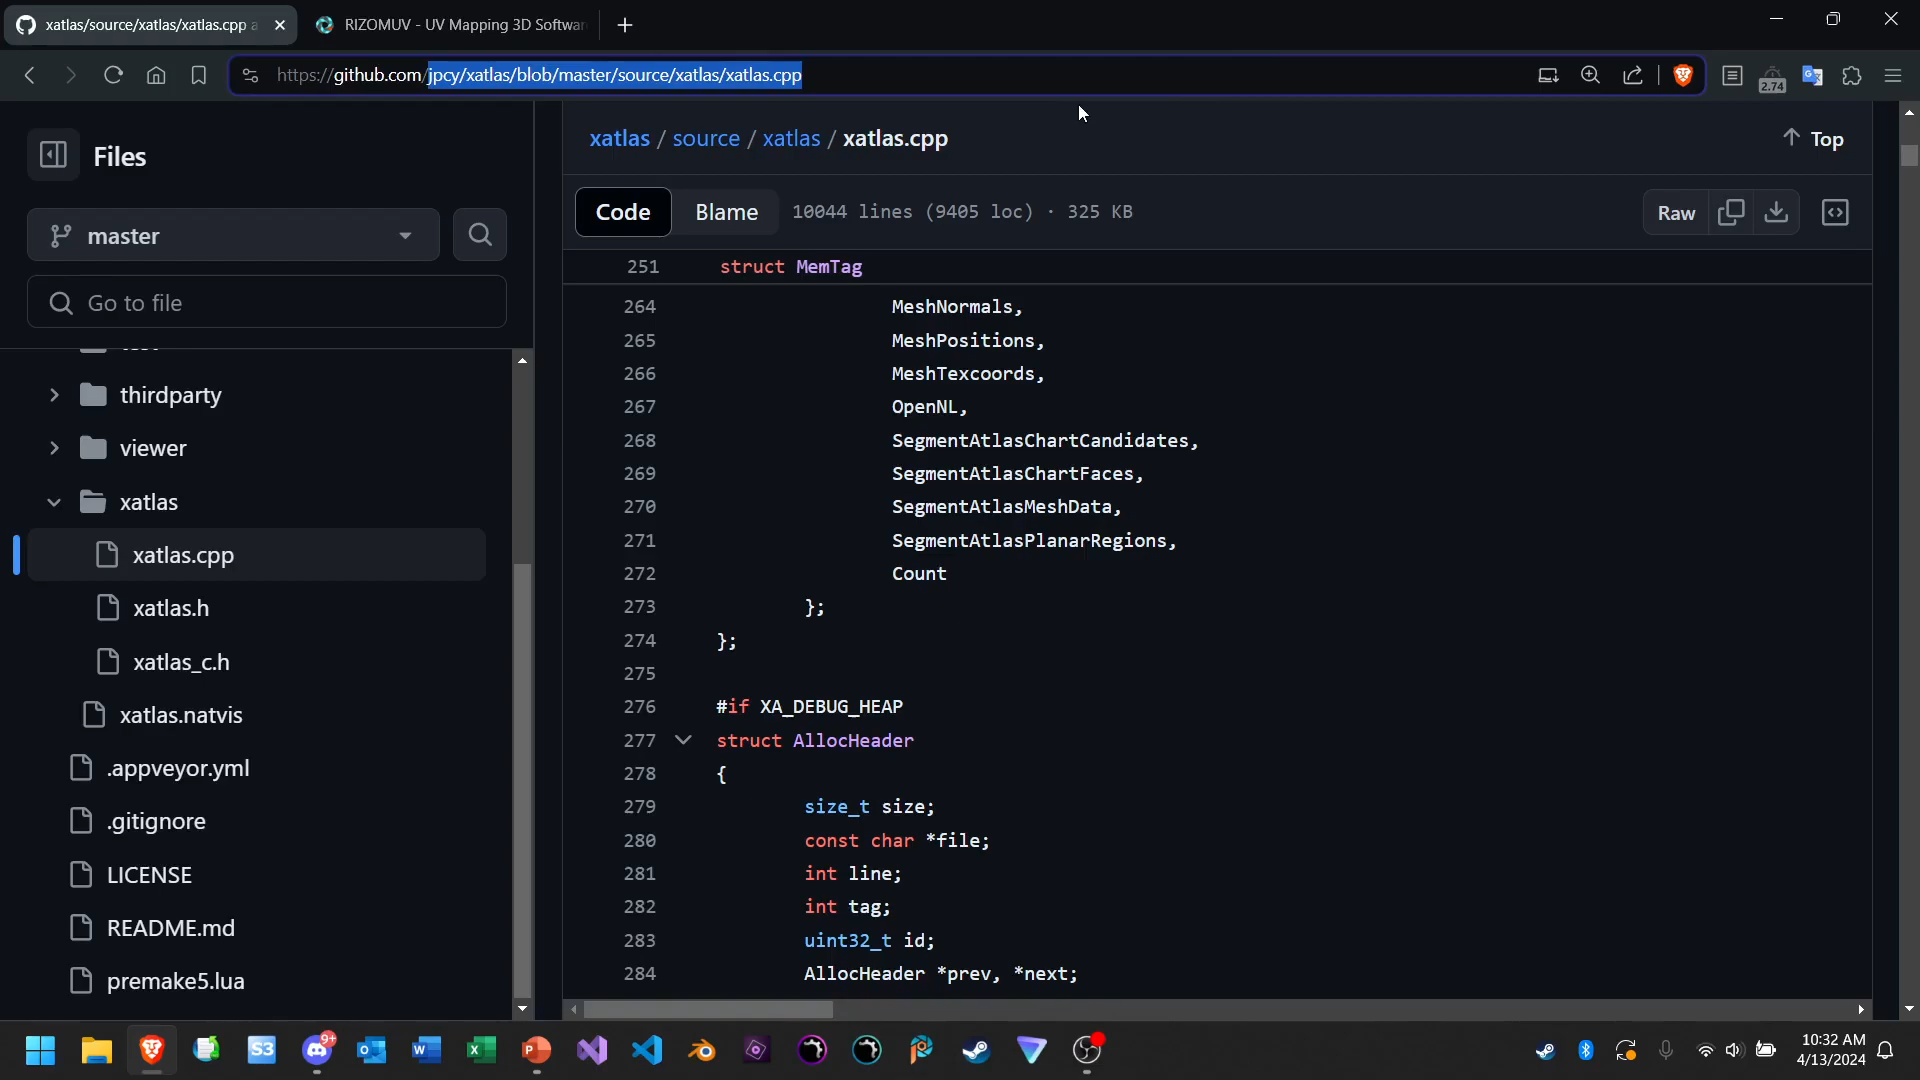 xatlas/source/xatlas/xatlas.cpp a
RIZOMUV - UV Mapping 3D Softwar
https://github.com/jpcy/xatlas/blob/master/source/xatlas/xatlas.cpp
2.74
Files
master
Go to file
thirdparty
viewer
xatlas
xatlas.cpp
xatlas.h
xatlas_c.h
xatlas.natvis
.appveyor.yml
.gitignore
LICENSE
README.md
premake5.lua
xatlas / source / xatlas / xatlas.cpp
Top
Code
Blame
10044 lines (9405 loc) · 325 KB
Raw
251 struct MemTag
264 MeshNormals,
265 MeshPositions,
266 MeshTexcoords,
267 OpenNL,
268 SegmentAtlasChartCandidates,
269 SegmentAtlasChartFaces,
270 SegmentAtlasMeshData,
271 SegmentAtlasPlanarRegions,
272 Count
273 };
274 };
275
276 #if XA_DEBUG_HEAP
277 struct AllocHeader
278 {
279 size_t size;
280 const char *file;
281 int line;
282 int tag;
283 uint32_t id;
284 AllocHeader *prev, *next;
S3
9+
10:32 AM
4/13/2024